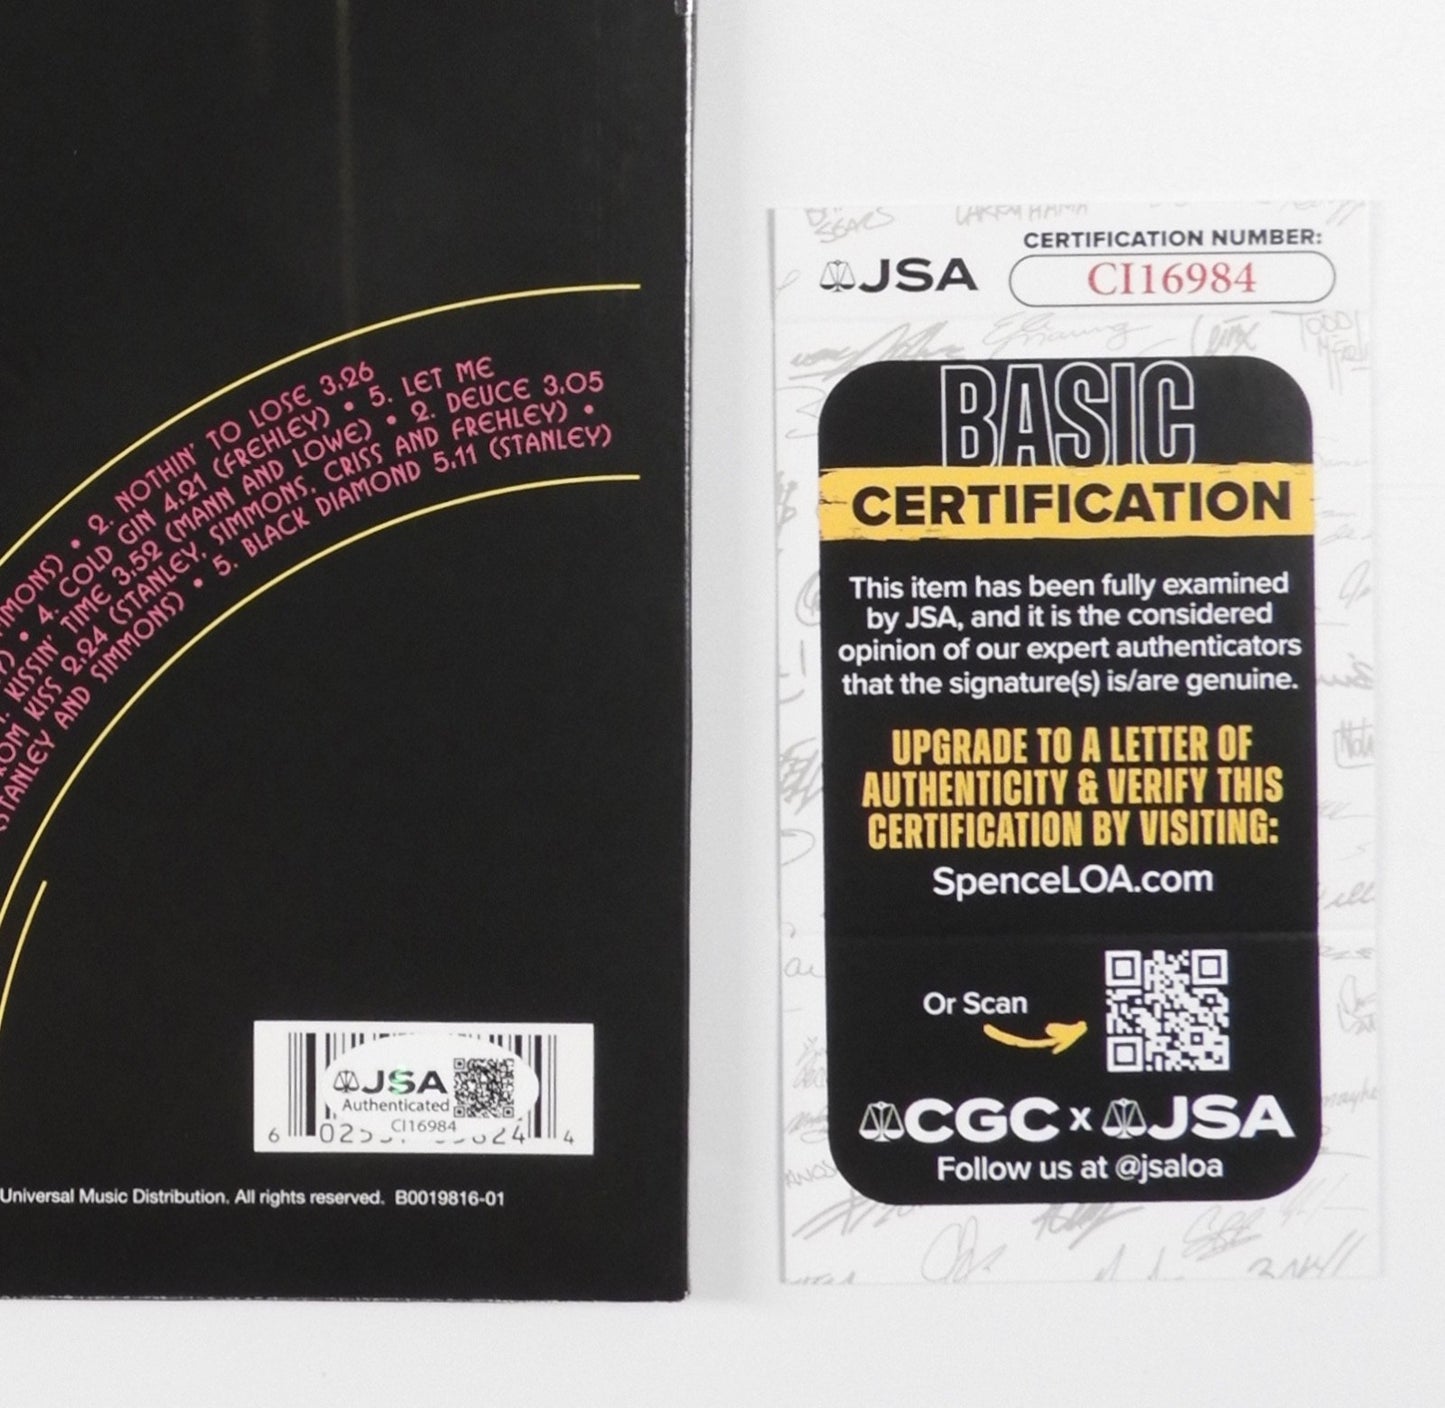 2. NOTHIN' TO LOSE 3.26
4. COLD GIN 4.21 (FREHLEY) • 5. LET ME
KISSIN' TIME 3.52 (MANN AND LOWE) • 2. DEUCE 3.05
KISS 2.24 (STANLEY, SIMMONS, CRISS AND FREHLEY) •
STANLEY AND SIMMONS) • 5. BLACK DIAMOND 5.11 (STANLEY)
JSA
Authenticated
CI16984
6
4
Universal Music Distribution. All rights reserved. B0019816-01
JSA
CERTIFICATION NUMBER:
CI16984
BASIC
CERTIFICATION
This item has been fully examined
by JSA, and it is the considered
opinion of our expert authenticators
that the signature(s) is/are genuine.
UPGRADE TO A LETTER OF
AUTHENTICITY & VERIFY THIS
CERTIFICATION BY VISITING:
SpenceLOA.com
Or Scan
CGC x JSA
Follow us at @jsaloa